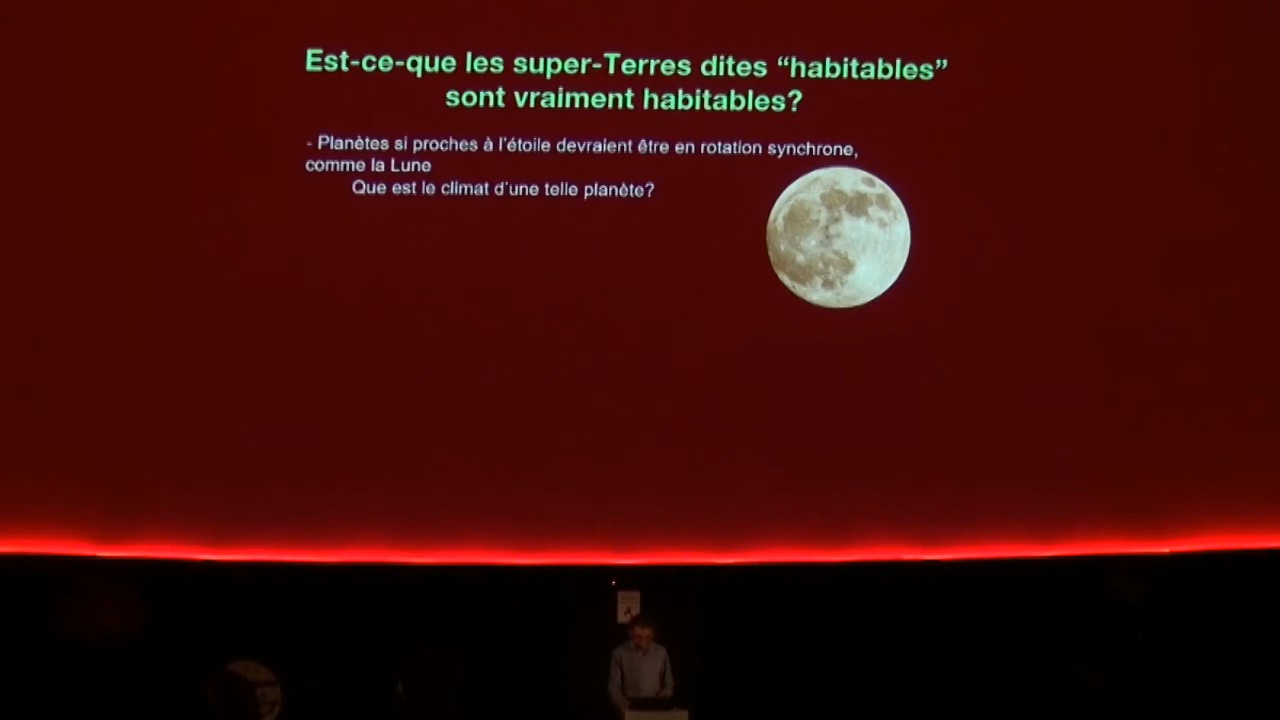 Est-ce-que les super-Terres dites “habitables”
sont vraiment habitables?
- Planètes si proches à l'étoile devraient être en rotation synchrone,
comme la Lune
Que est le climat d'une telle planète?